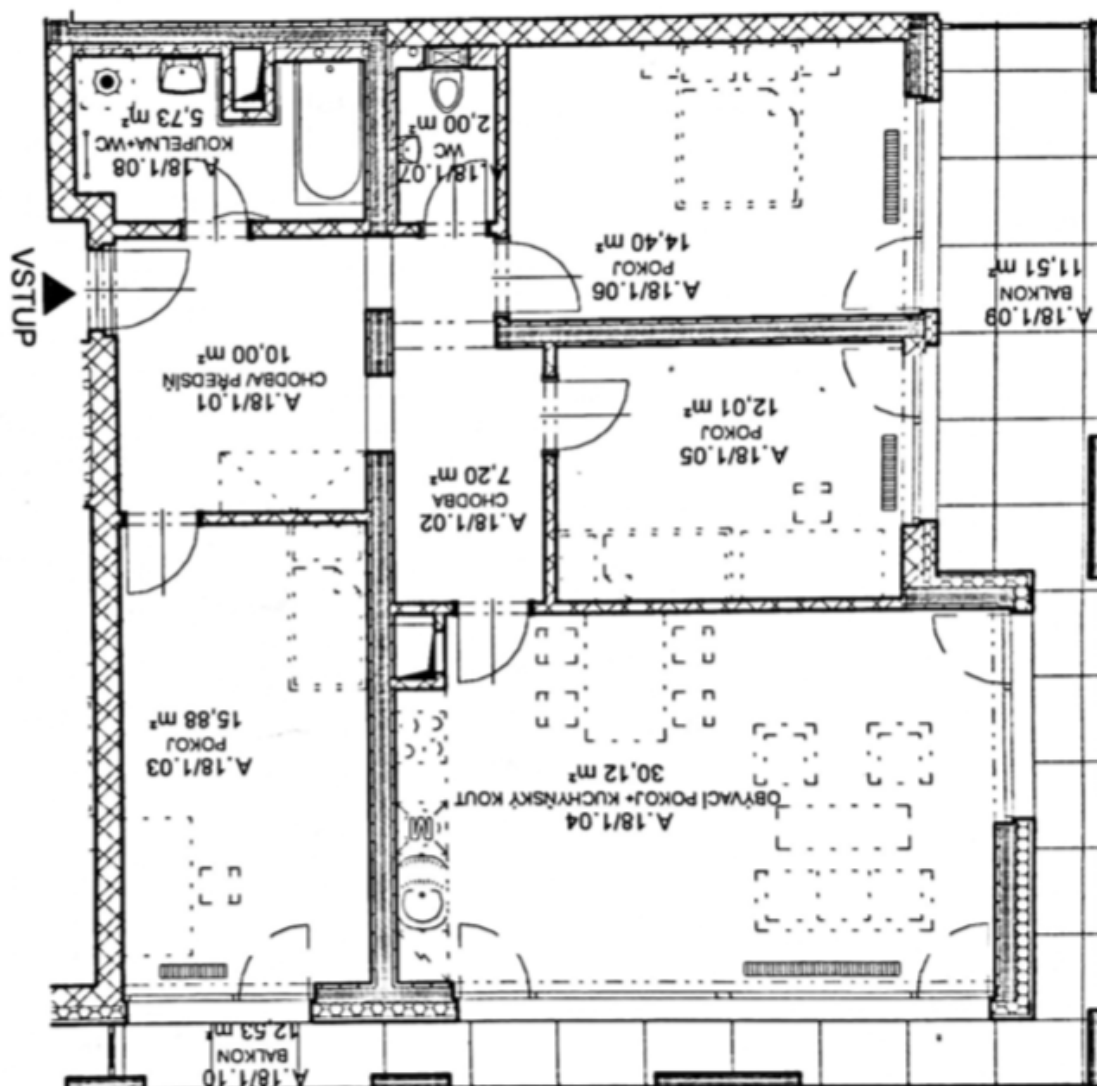 A.18/1.08
KOUPELNA+WC
5,73 m²
A.18/1.07
WC
2,00 m²
A.18/1.06
POKOJ
14,40 m²
A.18/1.09
BALKON
11,51 m²
VSTUP
A.18/1.01
CHODBA/ PŘEDSÍŇ
10,00 m²
A.18/1.05
POKOJ
12,01 m²
A.18/1.02
CHODBA
7,20 m²
A.18/1.03
POKOJ
15,88 m²
A.18/1.04
OBÝVACÍ POKOJ+ KUCHYŇSKÝ KOUT
30,12 m²
M
A.18/1.10
BALKON
12,53 m²